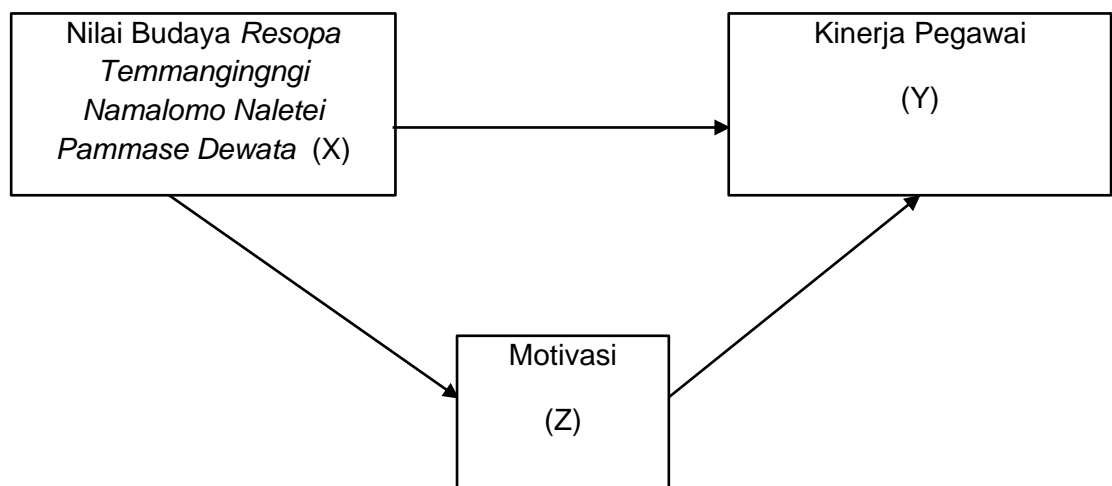 Nilai Budaya Resopa
Temmangingngi
Namalomo Naletei
Pammase Dewata (X)
Kinerja Pegawai
(Y)
Motivasi
(Z)